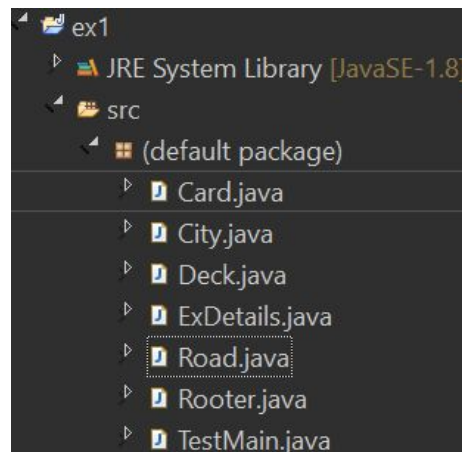 ex1
JRE System Library [JavaSE-1.8]
src
(default package)
Card.java
City.java
Deck.java
ExDetails.java
Road.java
Rooter.java
TestMain.java